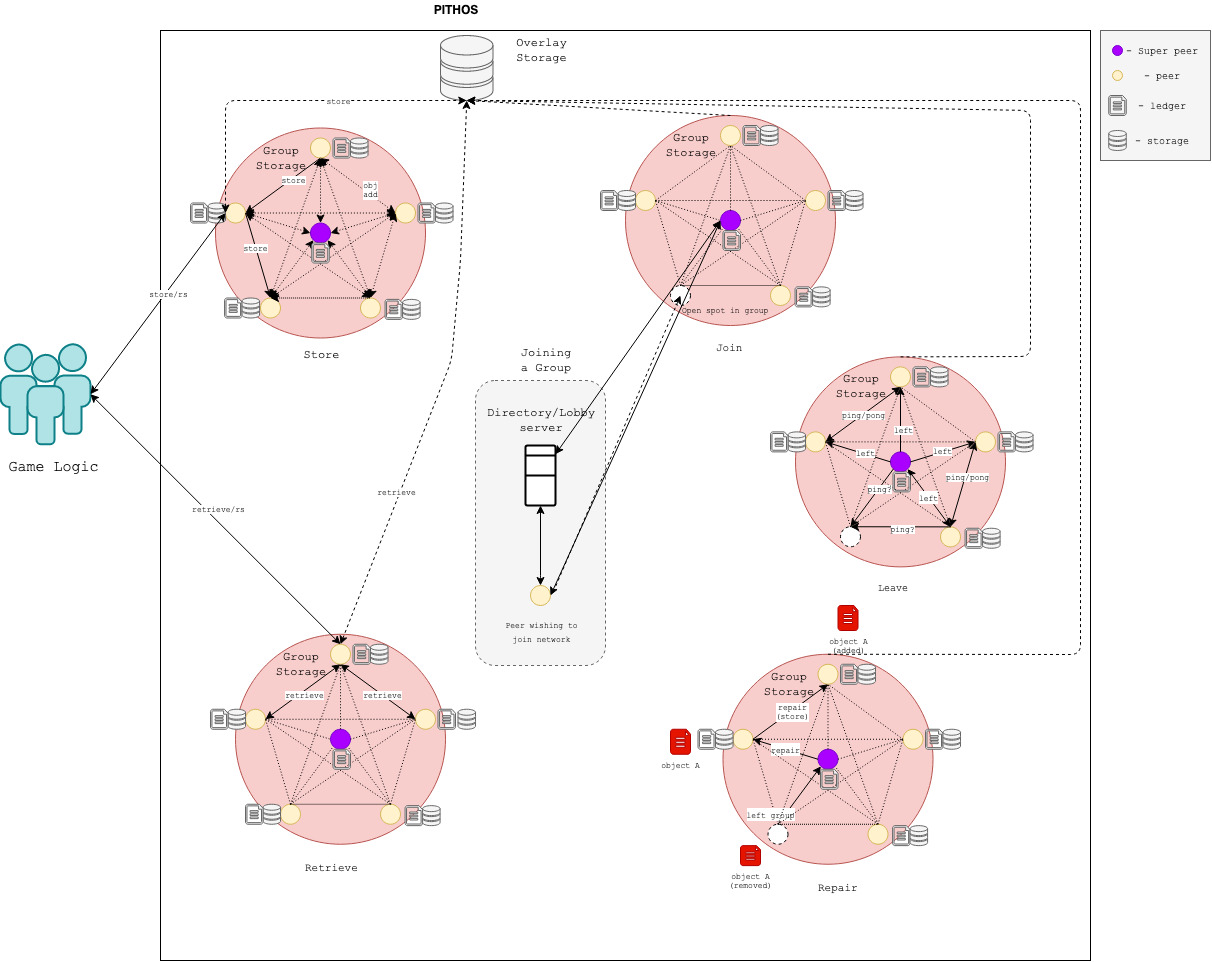 PITHOS
Overlay
Storage
- Super peer
- peer
- ledger
- storage
store
Group
Storage
store
obj
add
store
Store
store/rs
Game Logic
retrieve/rs
retrieve
Group
Storage
Open spot in group
Join
Joining
a Group
Directory/Lobby
server
Peer wishing to
join network
Group
Storage
ping/pong
left
left
left
ping/pong
ping?
left
ping?
Leave
object A
(added)
Group
Storage
retrieve
retrieve
Retrieve
Group
Storage
repair
(store)
repair
object A
left group
object A
(removed)
Repair